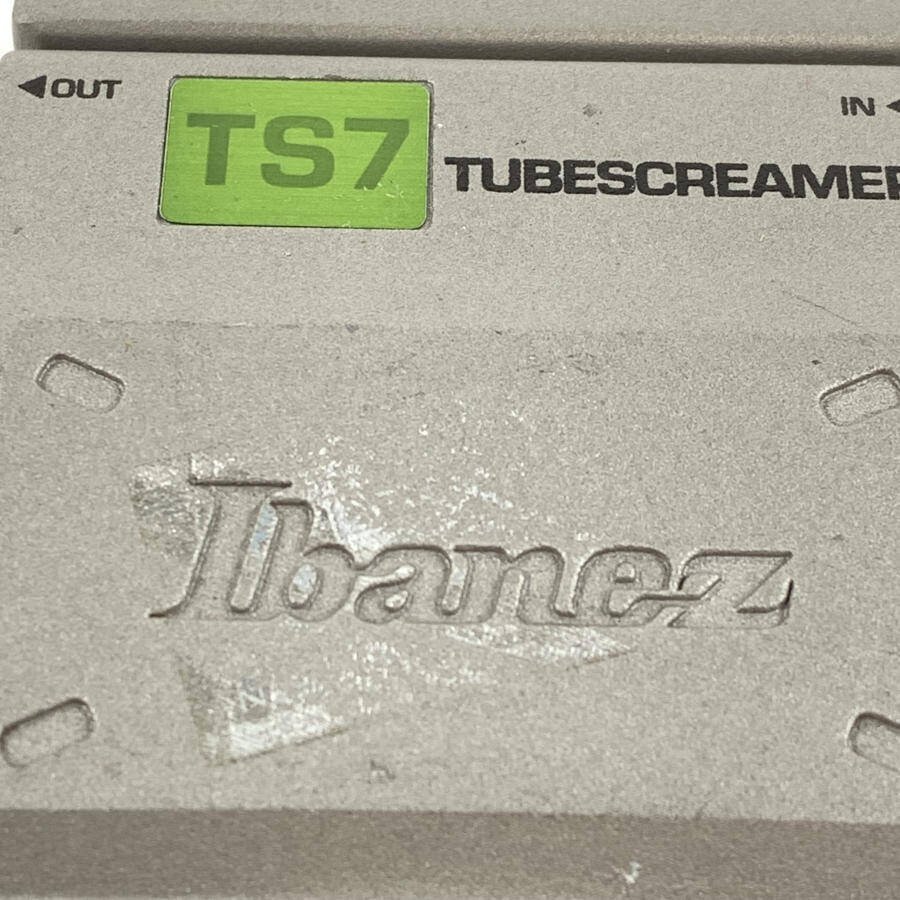 ◀OUT
TS7
IN ◀
TUBESCREAMER
Ibanez